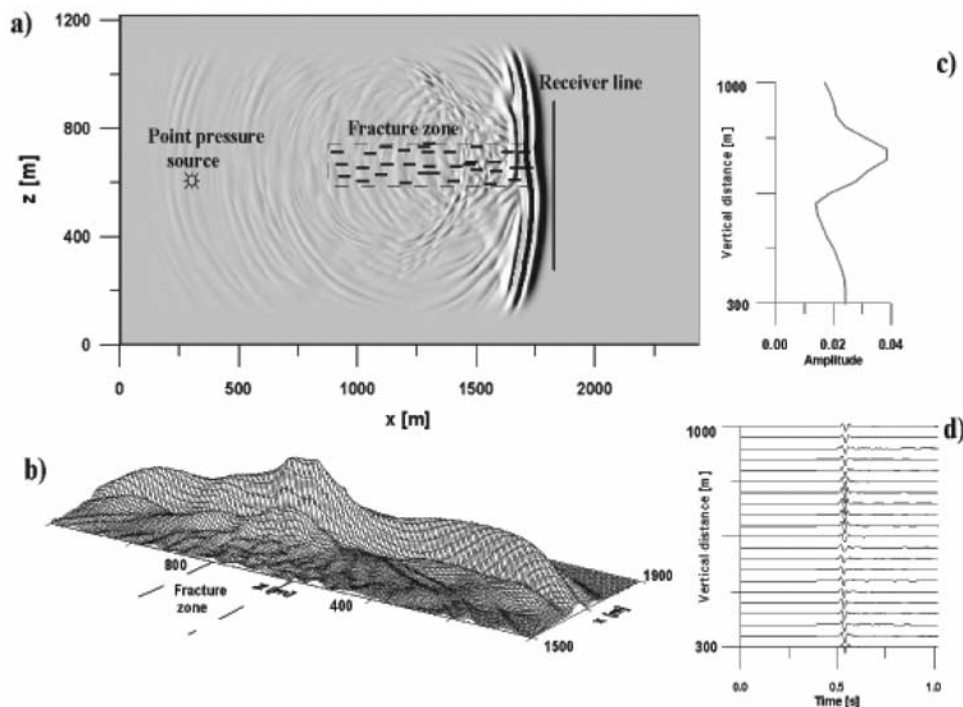 a)
1200
800
400
0
z [m]
Point pressure
source
Fracture zone
Receiver line
0
500
1000
1500
2000
x [m]
c)
1000
Vertical distance [m]
300
0.00
0.02
0.04
Amplitude
b)
800
Fracture
zone
400
1900
1500
d)
1000
Vertical distance [m]
300
0.0
0.5
1.0
Time [s]